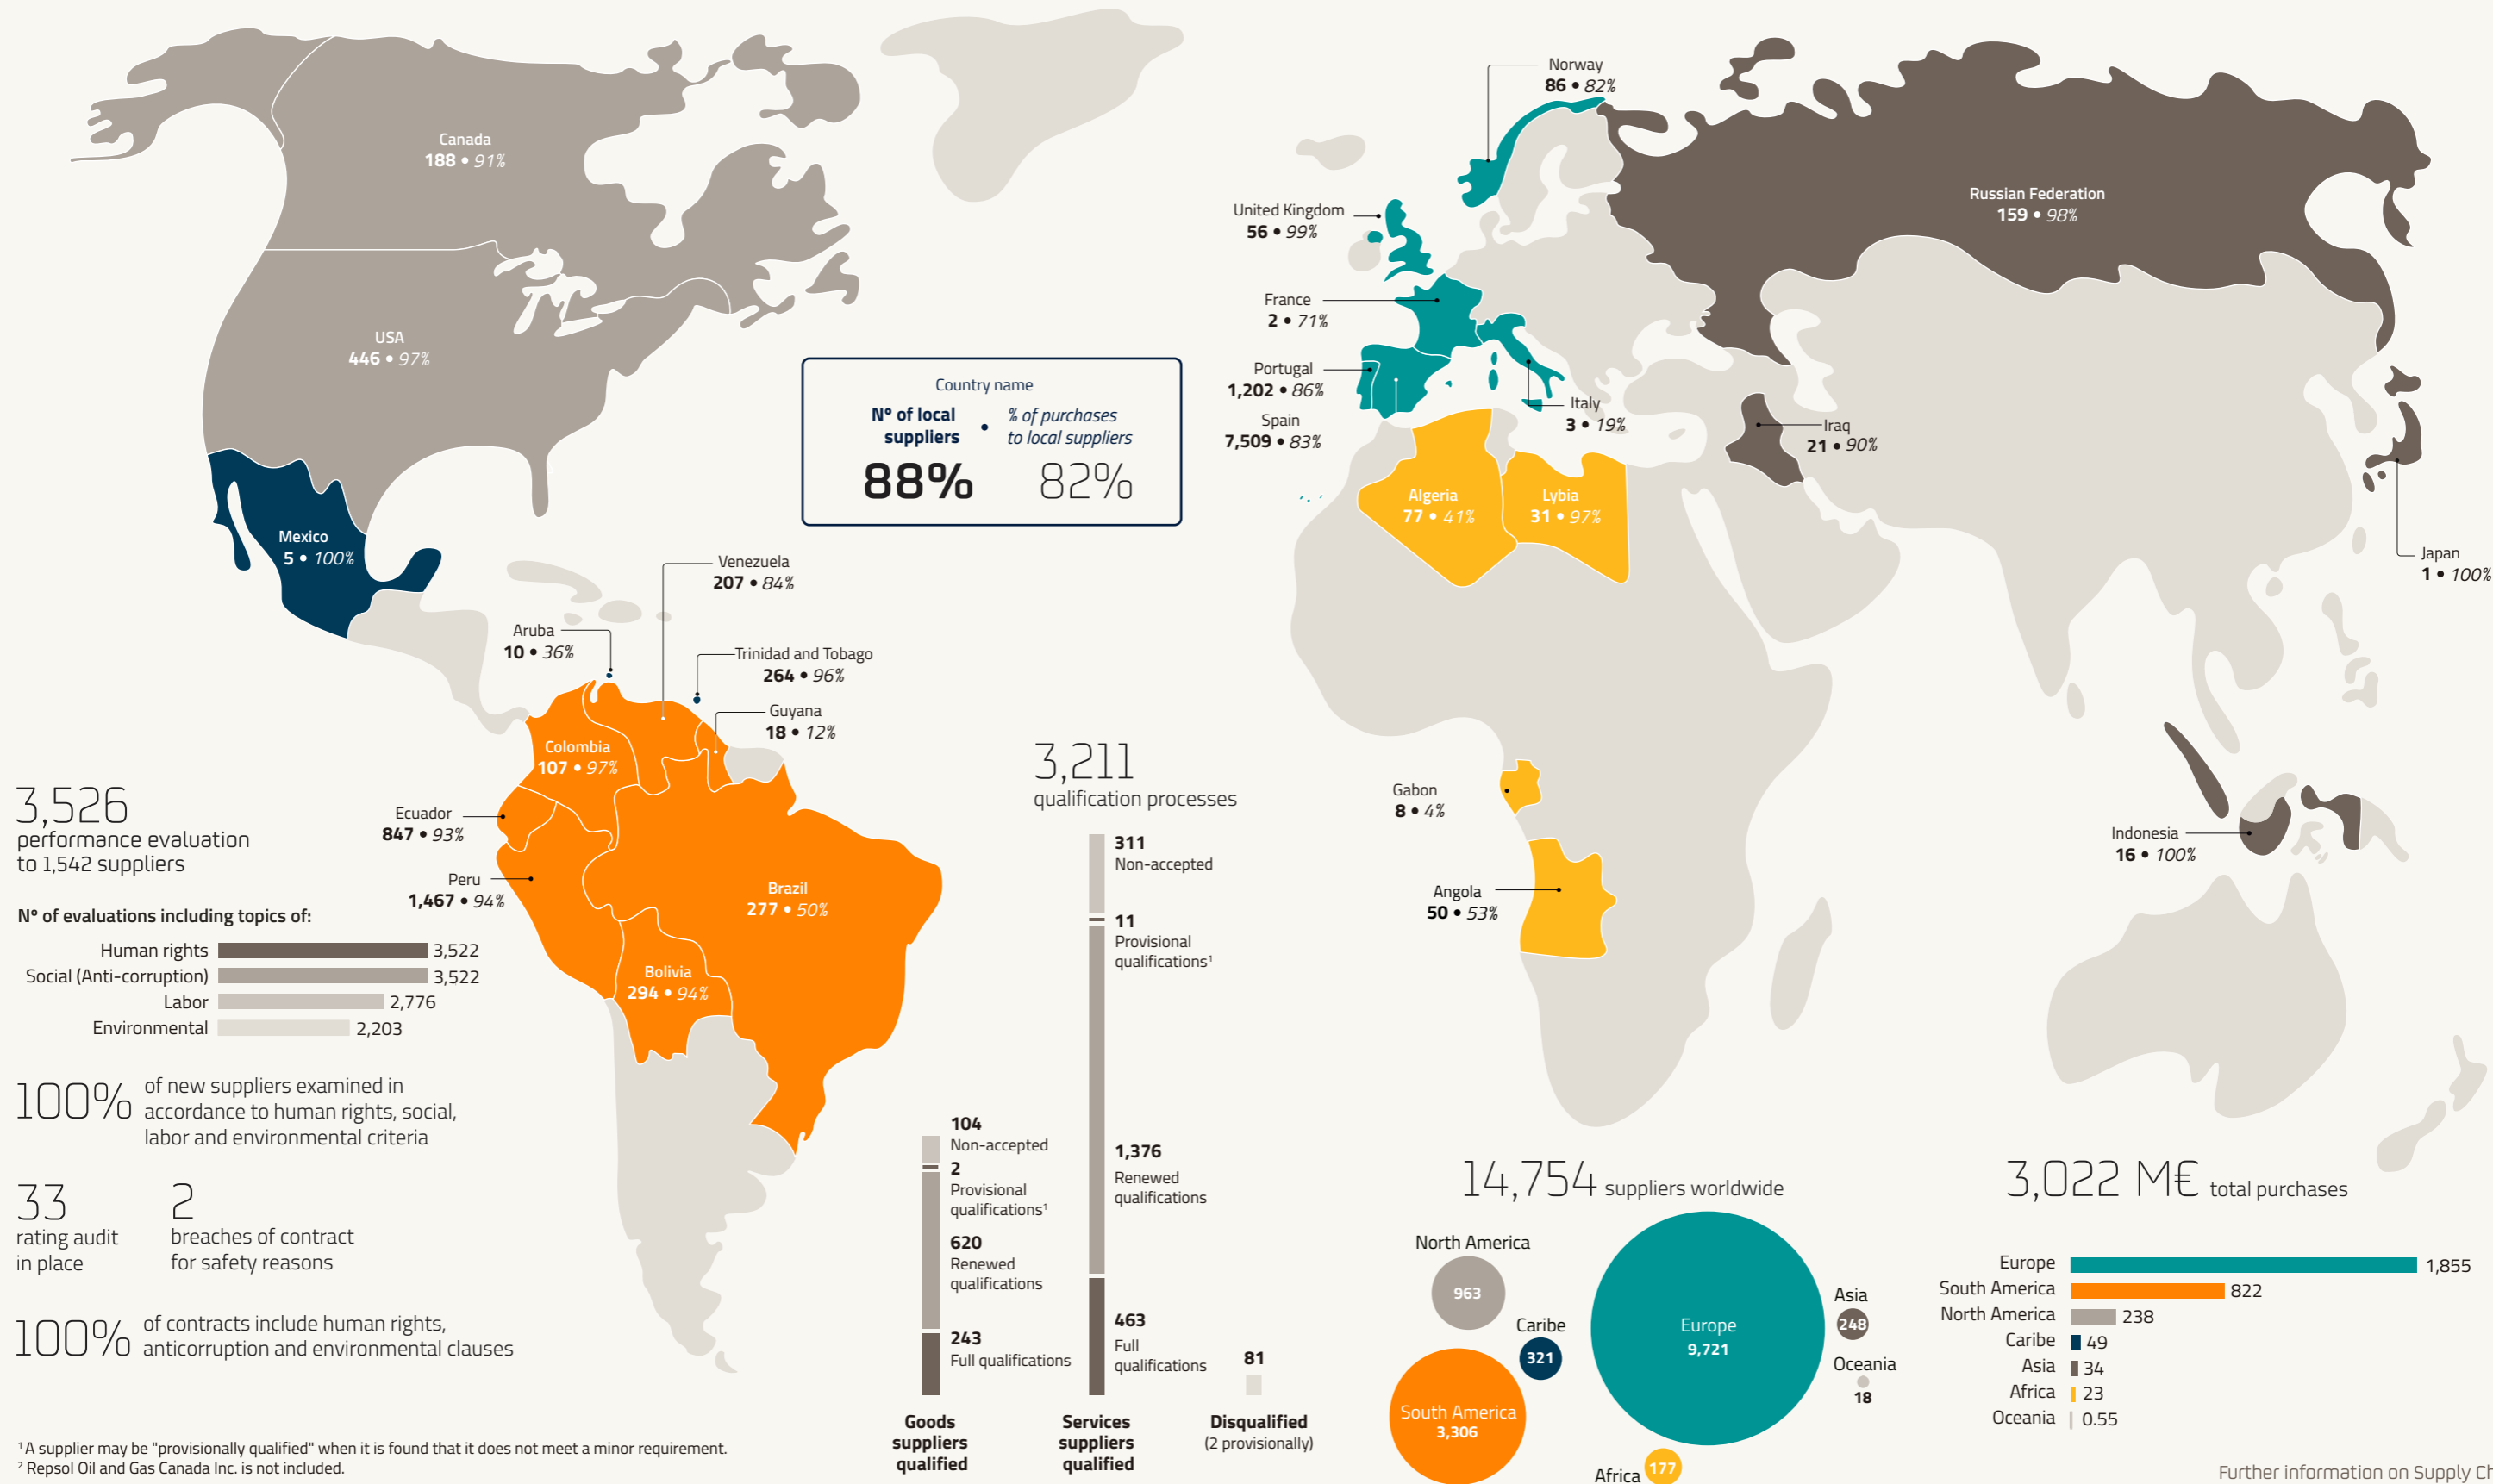 Canada
188 • 91%
USA
446 • 97%
Mexico
5 • 100%
Country name
Nº of local
suppliers
•
% of purchases
to local suppliers
88%
82%
Norway
86 • 82%
United Kingdom
56 • 99%
France
2 • 71%
Portugal
1,202 • 86%
Spain
7,509 • 83%
Italy
3 • 19%
Russian Federation
159 • 98%
Iraq
21 • 90%
Japan
1 • 100%
Algeria
77 • 41%
Lybia
31 • 97%
Venezuela
207 • 84%
Aruba
10 • 36%
Trinidad and Tobago
264 • 96%
Guyana
18 • 12%
Colombia
107 • 97%
Ecuador
847 • 93%
Peru
1,467 • 94%
Brazil
277 • 50%
Bolivia
294 • 94%
Gabon
8 • 4%
Angola
50 • 53%
Indonesia
16 • 100%
3,526
performance evaluation
to 1,542 suppliers
Nº of evaluations including topics of:
Human rights 3,522
Social (Anti-corruption) 3,522
Labor 2,776
Environmental 2,203
100%
of new suppliers examined in
accordance to human rights, social,
labor and environmental criteria
33
rating audit
in place
2
breaches of contract
for safety reasons
100%
of contracts include human rights,
anticorruption and environmental clauses
3,211
qualification processes
104
Non-accepted
2
Provisional
qualifications¹
620
Renewed
qualifications
243
Full qualifications
Goods
suppliers
qualified
311
Non-accepted
11
Provisional
qualifications¹
1,376
Renewed
qualifications
463
Full
qualifications
Services
suppliers
qualified
81
Disqualified
(2 provisionally)
14,754 suppliers worldwide
North America
963
Caribe
321
South America
3,306
Europe
9,721
Asia
248
Oceania
18
Africa 177
3,022 M€ total purchases
Europe 1,855
South America 822
North America 238
Caribe 49
Asia 34
Africa 23
Oceania 0.55
¹ A supplier may be "provisionally qualified" when it is found that it does not meet a minor requirement.
² Repsol Oil and Gas Canada Inc. is not included.
Further information on Supply Ch